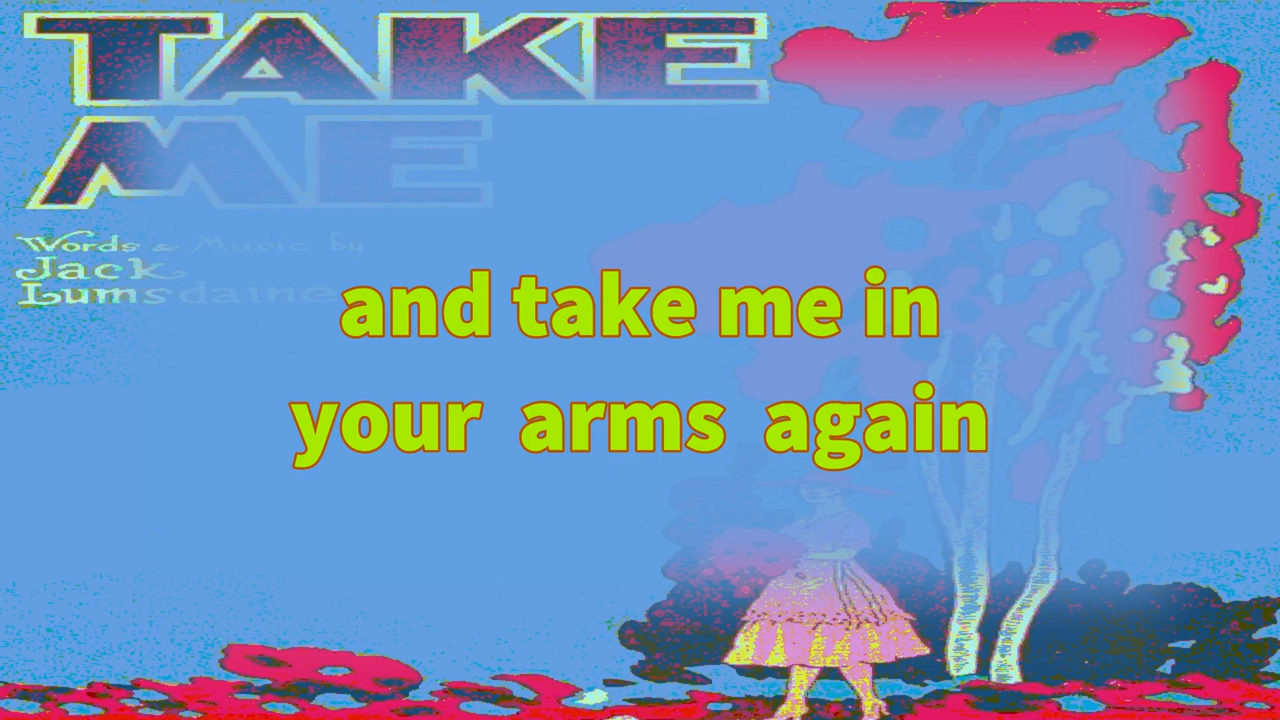 TAKE
ME
Words & Music by
Jack
Lumsdaine
and take me in
your arms again